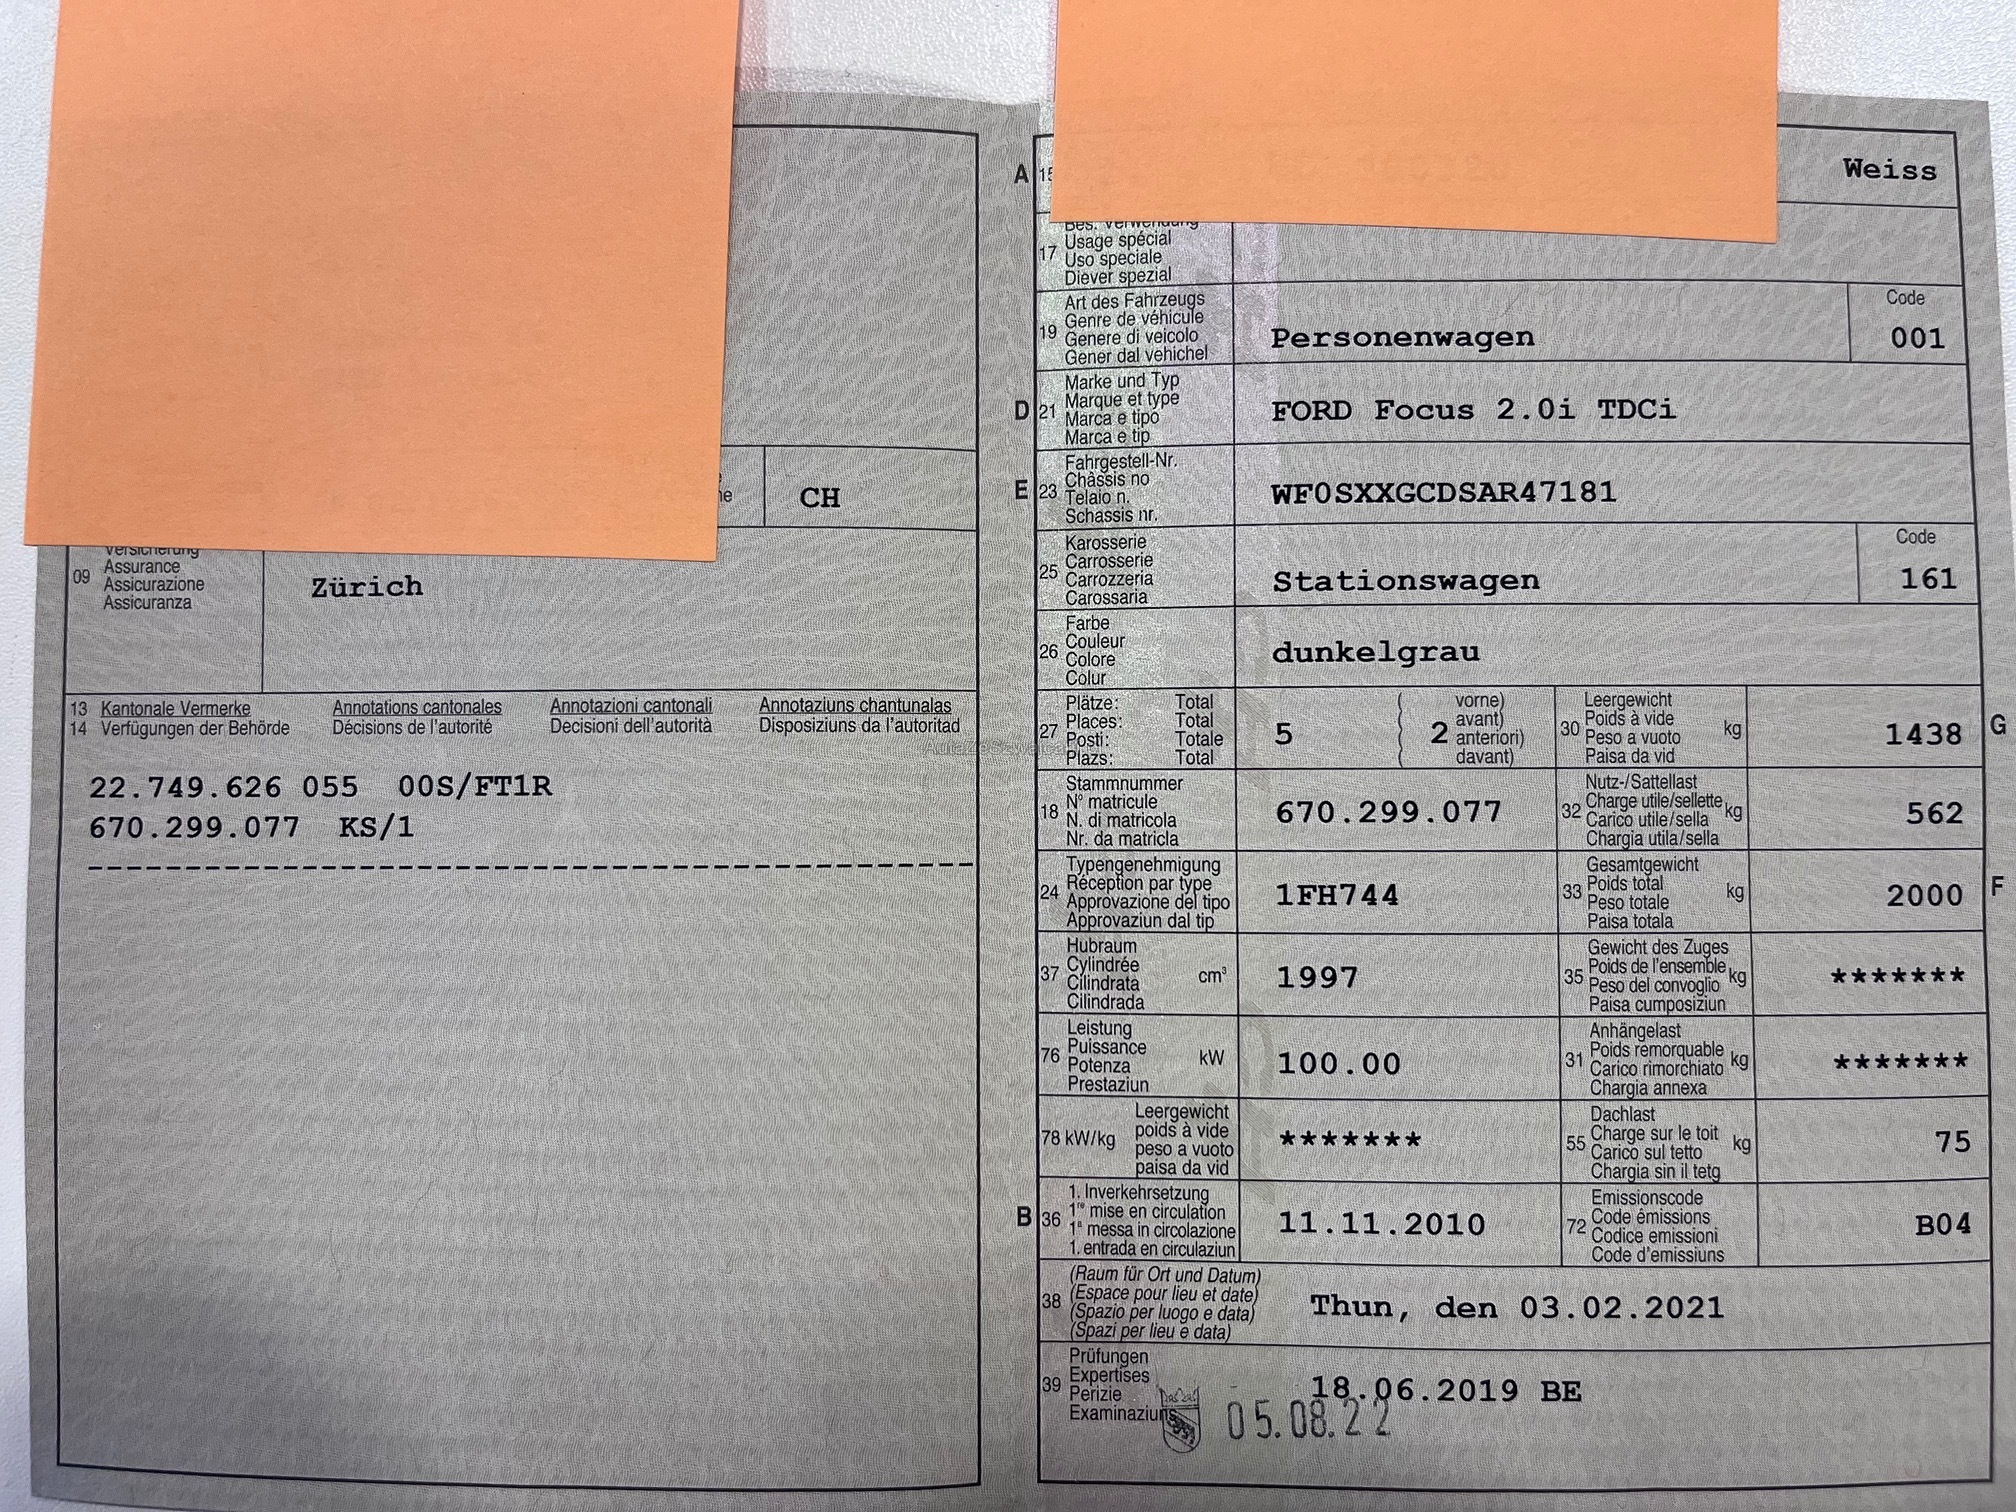 CH
Versicherung
09 Assurance
Assicurazione
Assicuranza
Zürich
13 Kantonale Vermerke Annotations cantonales Annotazioni cantonali Annotaziuns chantunalas
14 Verfügungen der Behörde Décisions de l'autorité Decisioni dell'autorità Disposiziuns da l'autoritad
22.749.626 055 00S/FT1R
670.299.077 KS/1
A 15 Weiss
Bes. Verwendung
17 Usage spécial
Uso speciale
Diever spezial
Art des Fahrzeugs Code
19 Genre de véhicule
Genere di veicolo Personenwagen 001
Gener dal vehichel
Marke und Typ
D 21 Marque et type FORD Focus 2.0i TDCi
Marca e tipo
Marca e tip
Fahrgestell-Nr.
E 23 Châssis no WF0SXXGCDSAR47181
Telaio n.
Schassis nr.
Karosserie Code
25 Carrosserie
Carrozzeria Stationswagen 161
Carossaria
Farbe
26 Couleur dunkelgrau
Colore
Colur
Plätze: Total vorne) Leergewicht
27 Places: Total 5 ( 2 avant) 30 Poids à vide kg 1438 G
Posti: Totale anteriori) Peso a vuoto
Plazs: Total davant) Paisa da vid
Stammnummer Nutz-/Sattellast
18 N° matricule 670.299.077 32 Charge utile/sellette kg 562
N. di matricola Carico utile/sella
Nr. da matricla Chargia utila/sella
Typengenehmigung Gesamtgewicht
24 Réception par type 1FH744 33 Poids total kg 2000 F
Approvazione del tipo Peso totale
Approvaziun dal tip Paisa totala
Hubraum Gewicht des Zuges
37 Cylindrée cm³ 1997 35 Poids de l'ensemble kg *******
Cilindrata Peso del convoglio
Cilindrada Paisa cumposiziun
Leistung Anhängelast
76 Puissance kW 100.00 31 Poids remorquable kg *******
Potenza Carico rimorchiato
Prestaziun Chargia annexa
Leergewicht Dachlast
78 kW/kg poids à vide ******* 55 Charge sur le toit kg 75
peso a vuoto Carico sul tetto
paisa da vid Chargia sin il tetg
1. Inverkehrsetzung Emissionscode
B 36 1re mise en circulation 11.11.2010 72 Code émissions B04
1a messa in circolazione Codice emissioni
1. entrada en circulaziun Code d'emissiuns
(Raum für Ort und Datum)
38 (Espace pour lieu et date) Thun, den 03.02.2021
(Spazio per luogo e data)
(Spazi per lieu e data)
Prüfungen
39 Expertises 18.06.2019 BE
Perizie
Examinaziuns 05.08.22